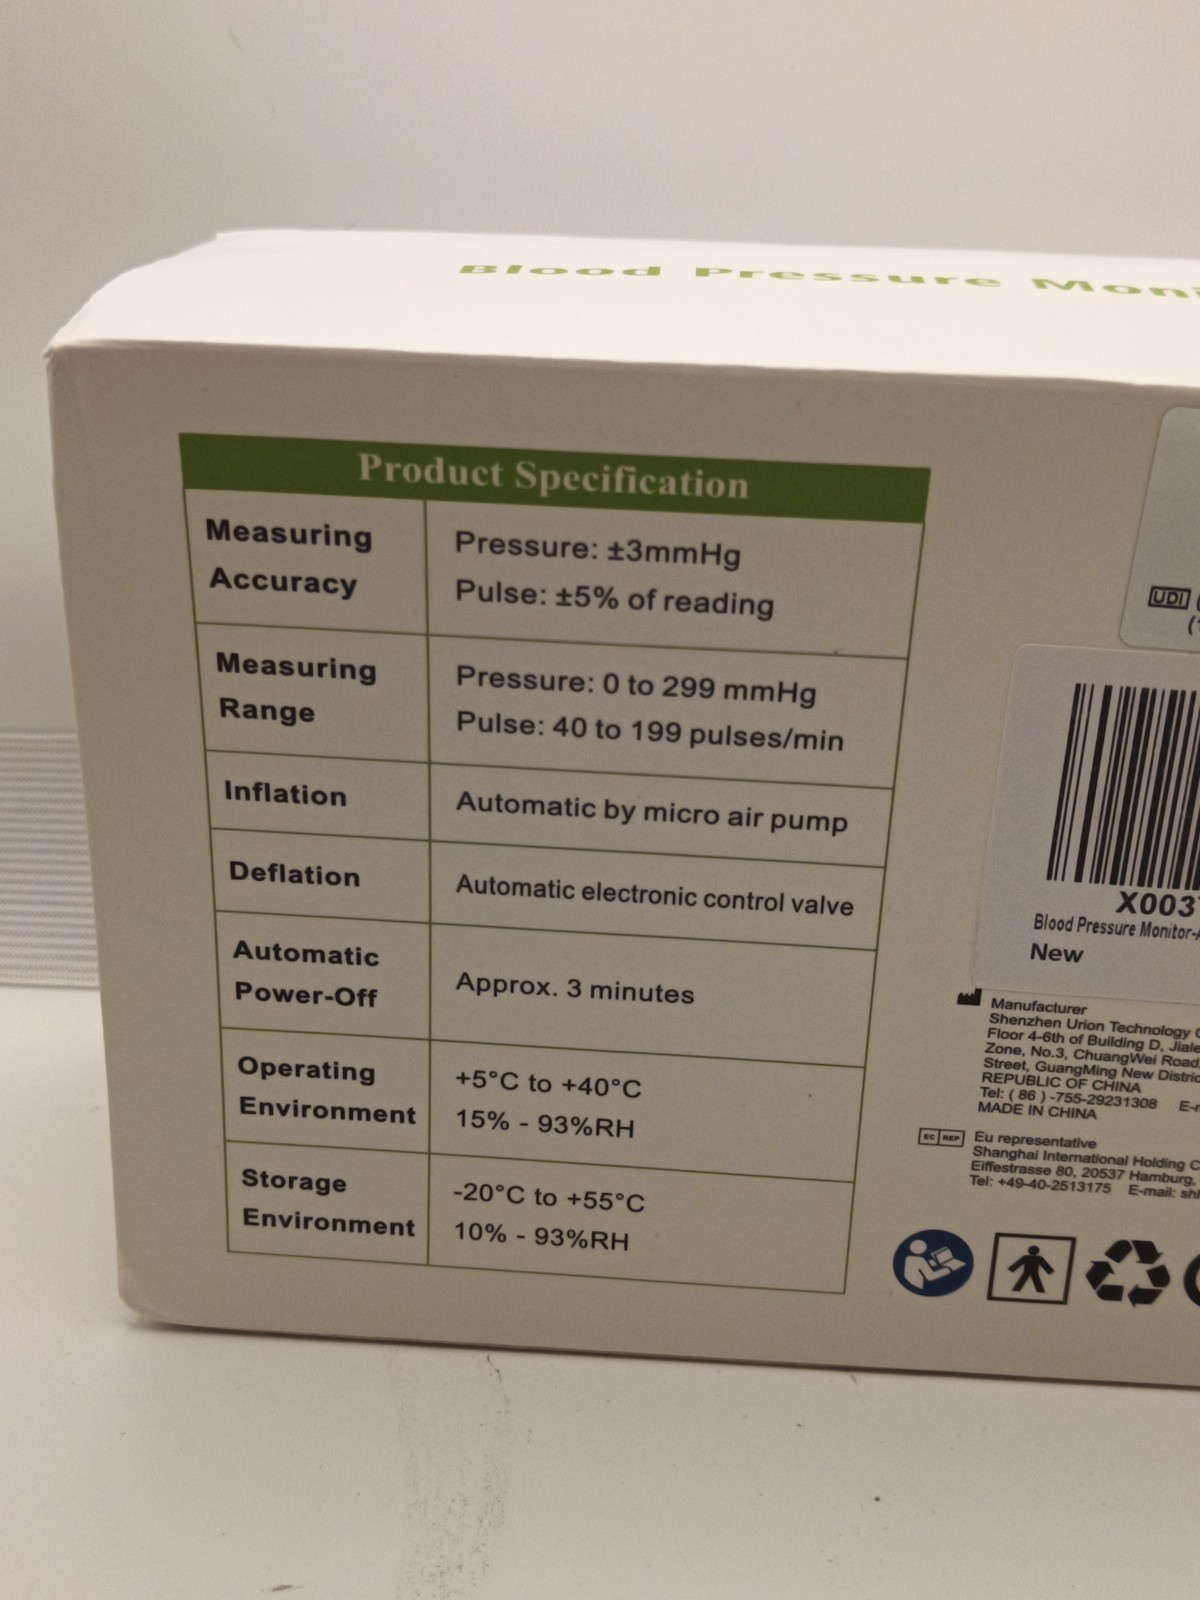 Blood Pressure
Product Specification
Measuring Accuracy
Pressure: ±3mmHg
Pulse: ±5% of reading
Measuring Range
Pressure: 0 to 299 mmHg
Pulse: 40 to 199 pulses/min
Inflation
Automatic by micro air pump
Deflation
Automatic electronic control valve
Automatic Power-Off
Approx. 3 minutes
Operating Environment
+5°C to +40°C
15% - 93%RH
Storage Environment
-20°C to +55°C
10% - 93%RH
UDI
X003
Blood Pressure Monitor-
New
Manufacturer
Shenzhen Urion Technology
Floor 4-6th of Building D,
Zone, No.3, ChuangWei Road,
Street, GuangMing New
REPUBLIC OF CHINA
Tel: ( 86 ) -755-29231308
MADE IN CHINA
EC REP
Eu representative
Shanghai International Holding
Eiffestrasse 80, 20537 Hamburg,
Tel: +49-40-2513175 E-mail: